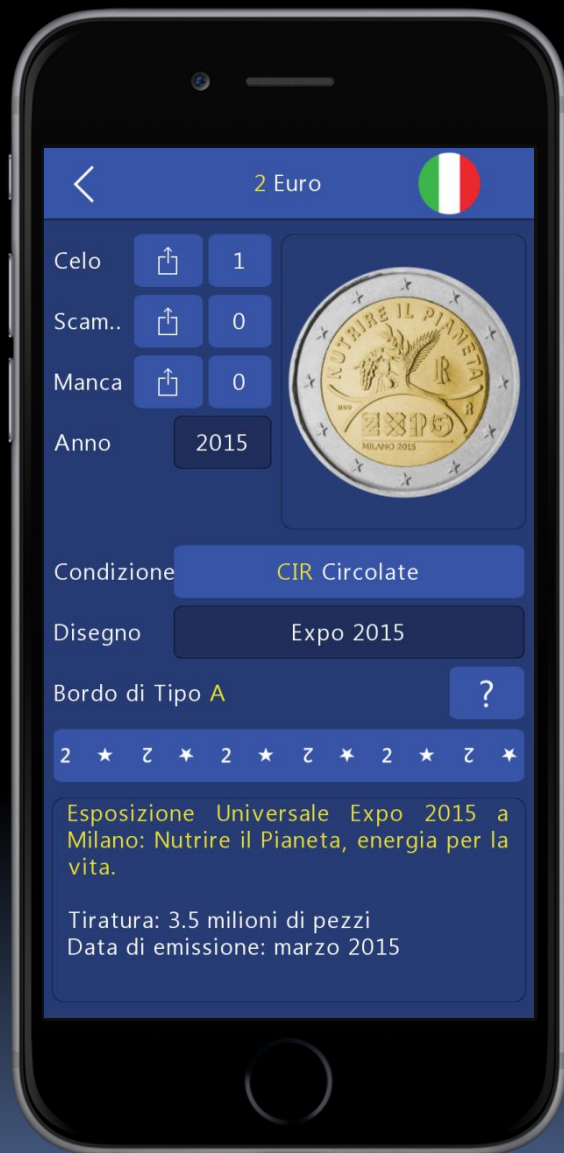 2 Euro
Celo 1
Scam.. 0
Manca 0
Anno 2015
NUTRIRE IL PIANETA
R
EXPO
MILANO 2015
R
Condizione CIR Circolate
Disegno Expo 2015
Bordo di Tipo A ?
2 ★ 2 ★ 2 ★ 2 ★ 2 ★ 2 ★
Esposizione Universale Expo 2015 a
Milano: Nutrire il Pianeta, energia per la
vita.
Tiratura: 3.5 milioni di pezzi
Data di emissione: marzo 2015